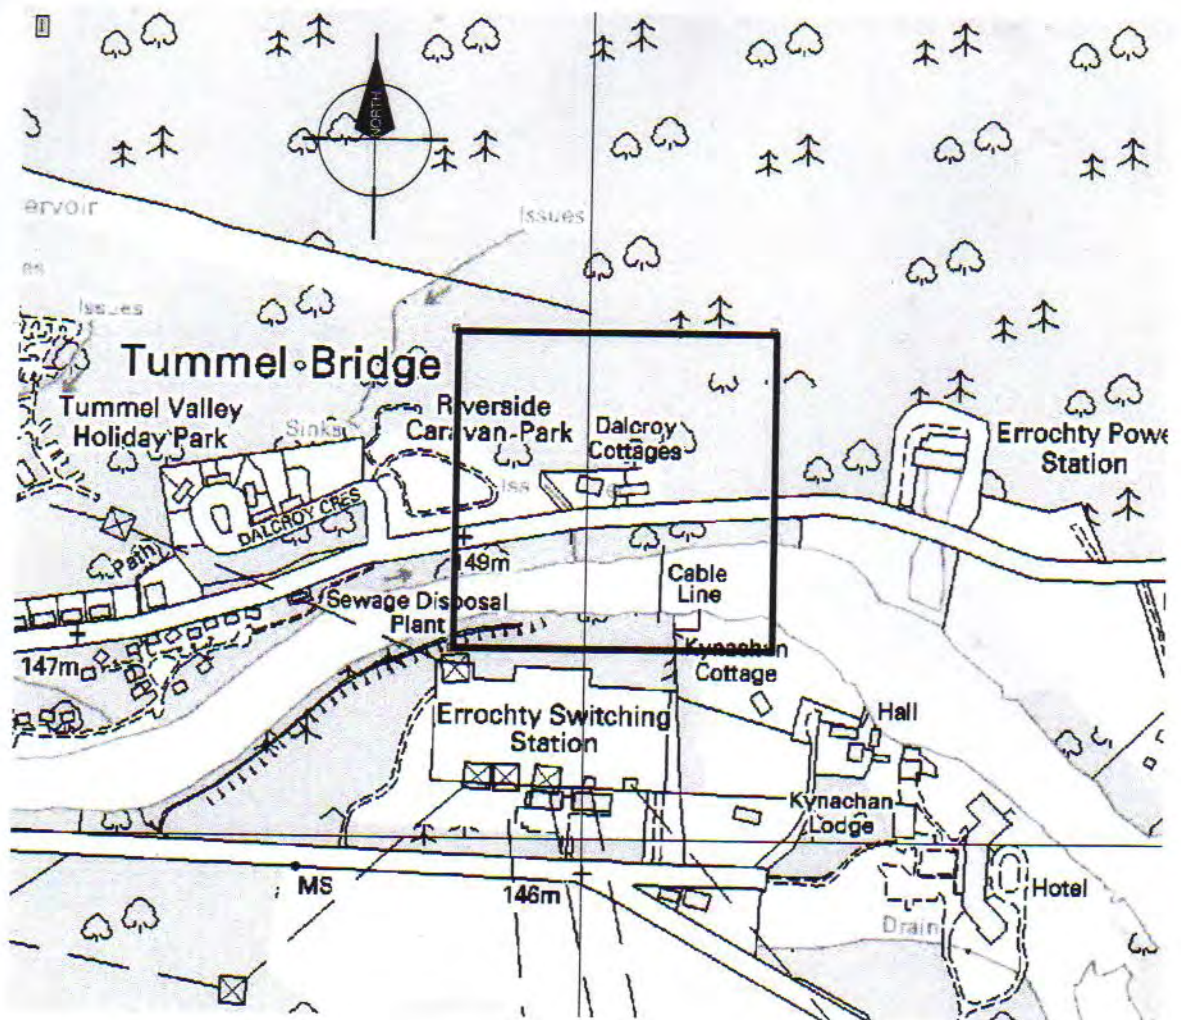 NORTH
ervoir
Issues
es
Issues
Tummel Bridge
Tummel Valley
Holiday Park
Sinks
Riverside
Caravan-Park
Dalcroy
Cottages
Errochty Powe
Station
DALCROY CRES
Path
149m
Cable
Line
Sewage Disposal
Plant
147m
Kynachan
Cottage
Errochty Switching
Station
Hall
Kynachan
Lodge
MS
146m
Hotel
Drain